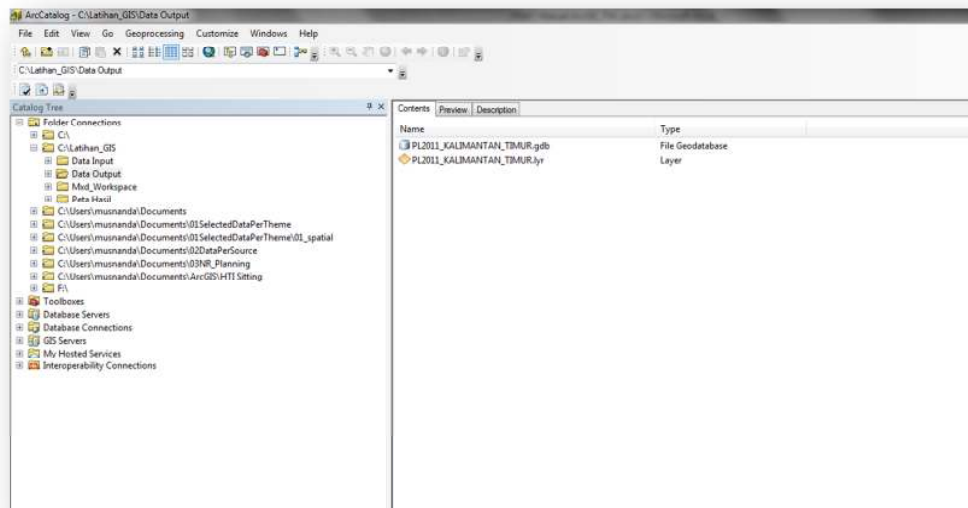 ArcCatalog - C:\Latihan_GIS\Data Output
File Edit View Go Geoprocessing Customize Windows Help
C:\Latihan_GIS\Data Output
Catalog Tree
Folder Connections
C:\
C:\Latihan_GIS
Data Input
Data Output
Mxd_Workspace
Peta Hasil
C:\Users\musnanda\Documents
C:\Users\musnanda\Documents\01SelectedDataPerTheme
C:\Users\musnanda\Documents\01SelectedDataPerTheme\01_spatial
C:\Users\musnanda\Documents\02DataPerSource
C:\Users\musnanda\Documents\03NR_Planning
C:\Users\musnanda\Documents\ArcGIS\HTI Sitting
F:\
Toolboxes
Database Servers
Database Connections
GIS Servers
My Hosted Services
Interoperability Connections
Contents Preview Description
Name Type
PL2011_KALIMANTAN_TIMUR.gdb File Geodatabase
PL2011_KALIMANTAN_TIMUR.lyr Layer